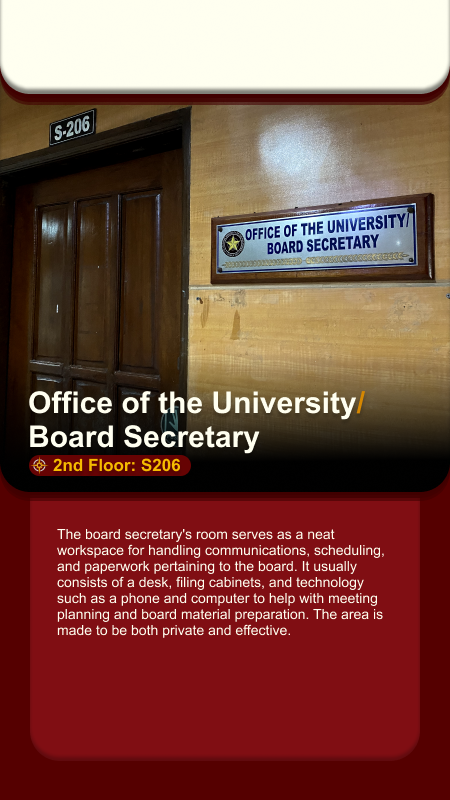 S-206
OFFICE OF THE UNIVERSITY/
BOARD SECRETARY
Office of the University/
Board Secretary
2nd Floor: S206
The board secretary's room serves as a neat
workspace for handling communications, scheduling,
and paperwork pertaining to the board. It usually
consists of a desk, filing cabinets, and technology
such as a phone and computer to help with meeting
planning and board material preparation. The area is
made to be both private and effective.